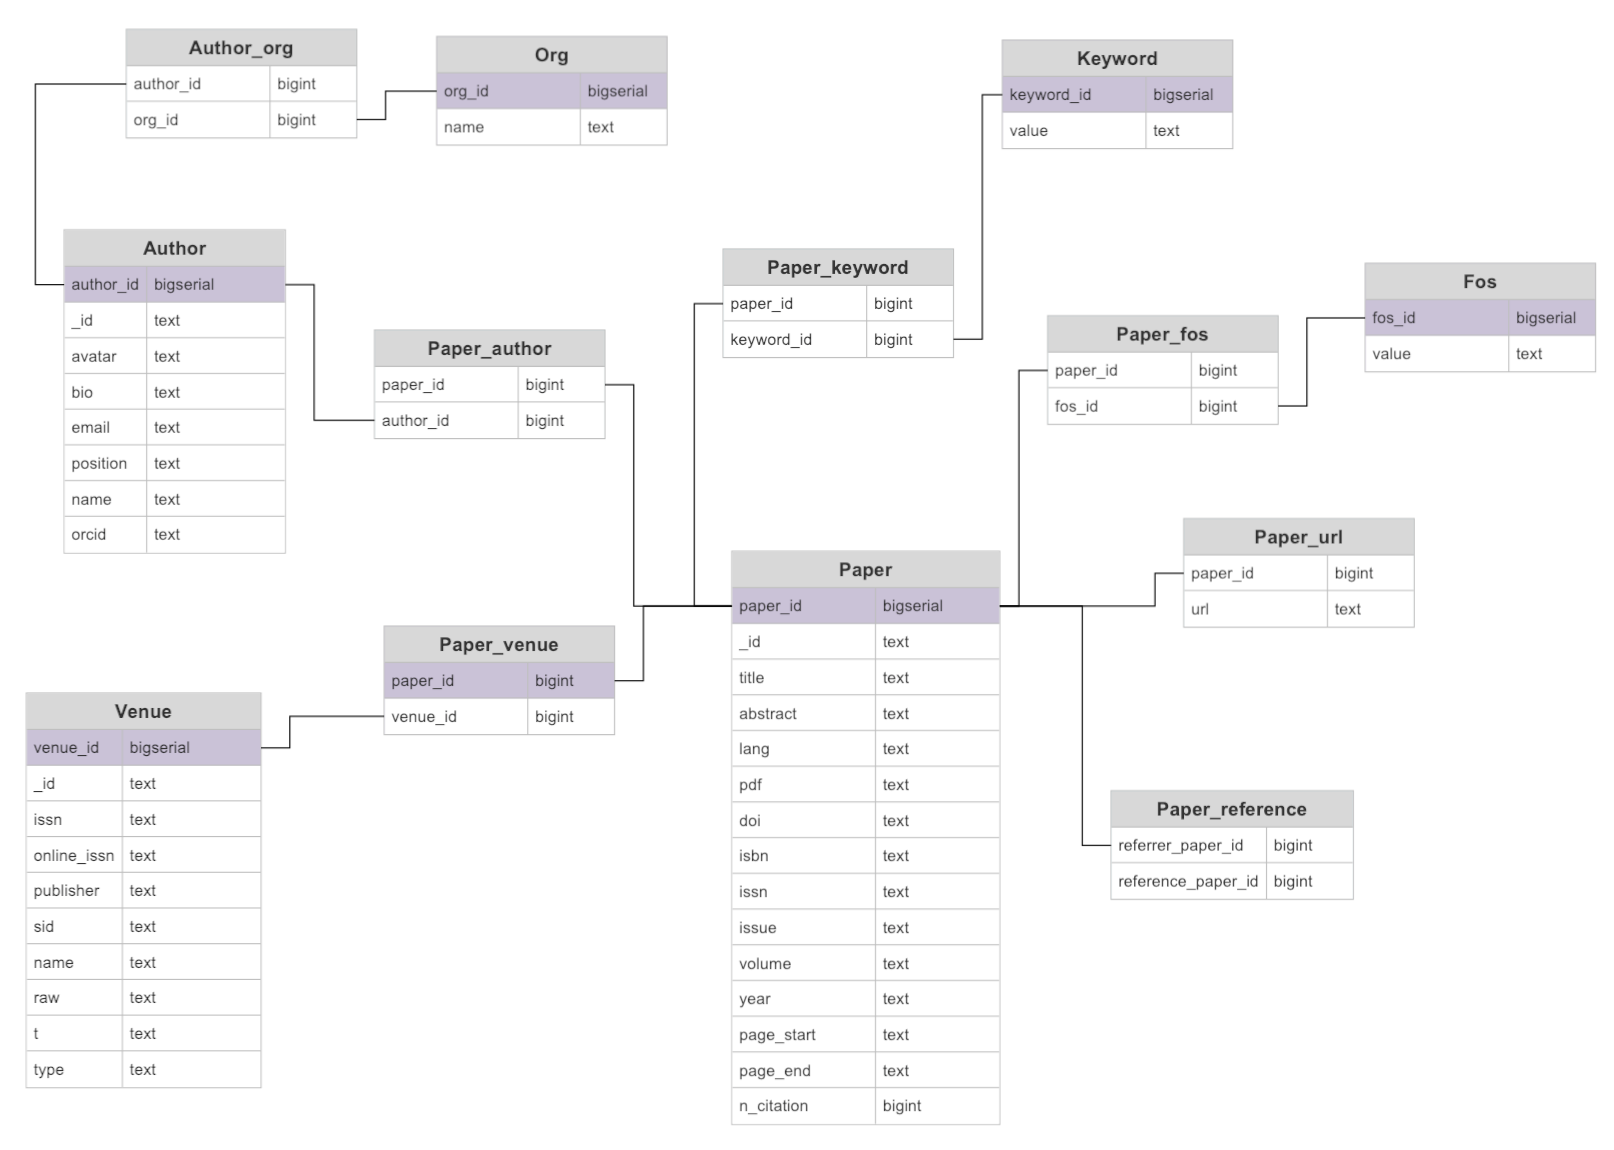 Author_org
author_id bigint
org_id bigint
Org
org_id bigserial
name text
Keyword
keyword_id bigserial
value text
Author
author_id bigserial
_id text
avatar text
bio text
email text
position text
name text
orcid text
Paper_author
paper_id bigint
author_id bigint
Paper_keyword
paper_id bigint
keyword_id bigint
Paper_fos
paper_id bigint
fos_id bigint
Fos
fos_id bigserial
value text
Paper_url
paper_id bigint
url text
Paper
paper_id bigserial
_id text
title text
abstract text
lang text
pdf text
doi text
isbn text
issn text
issue text
volume text
year text
page_start text
page_end text
n_citation bigint
Paper_venue
paper_id bigint
venue_id bigint
Venue
venue_id bigserial
_id text
issn text
online_issn text
publisher text
sid text
name text
raw text
t text
type text
Paper_reference
referrer_paper_id bigint
reference_paper_id bigint